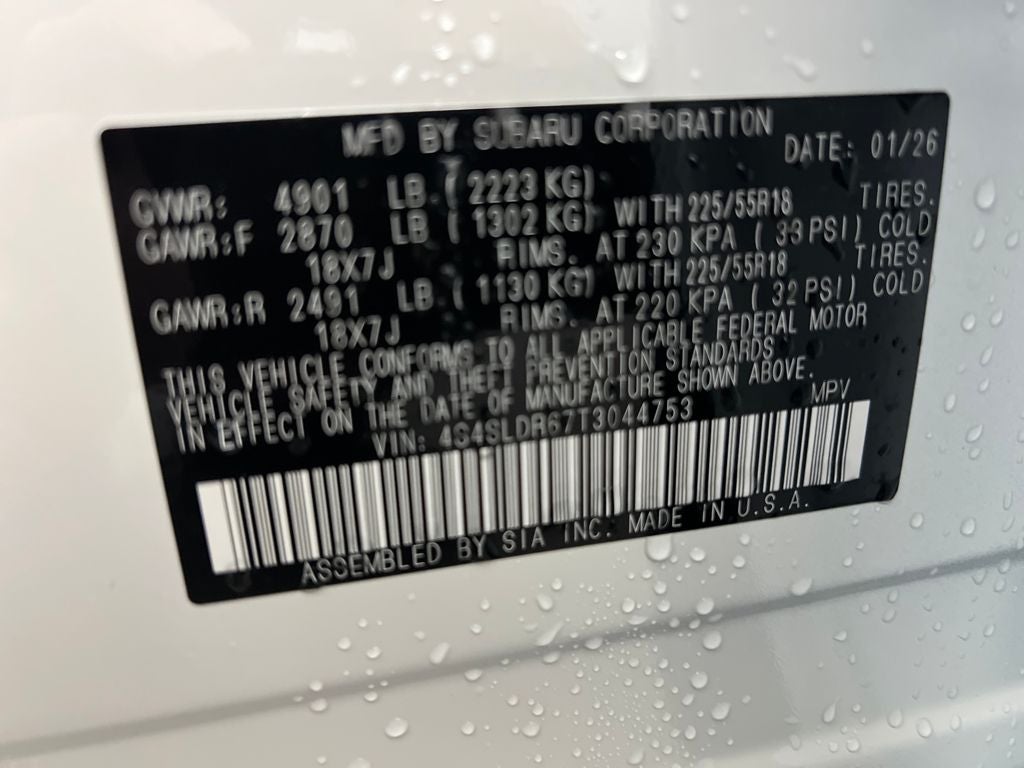 MFD BY SUBARU CORPORATION DATE: 01/26
GVWR: 4901 LB ( 2223 KG)
GAWR:F 2870 LB ( 1302 KG) WITH 225/55R18 TIRES.
18X7J RIMS. AT 230 KPA ( 33 PSI) COLD
GAWR:R 2491 LB ( 1130 KG) WITH 225/55R18 TIRES.
18X7J RIMS. AT 220 KPA ( 32 PSI) COLD
THIS VEHICLE CONFORMS TO ALL APPLICABLE FEDERAL MOTOR
VEHICLE SAFETY AND THEFT PREVENTION STANDARDS
IN EFFECT ON THE DATE OF MANUFACTURE SHOWN ABOVE.
VIN: 4S4SLDR67T3044753 MPV
ASSEMBLED BY SIA INC. MADE IN U.S.A.